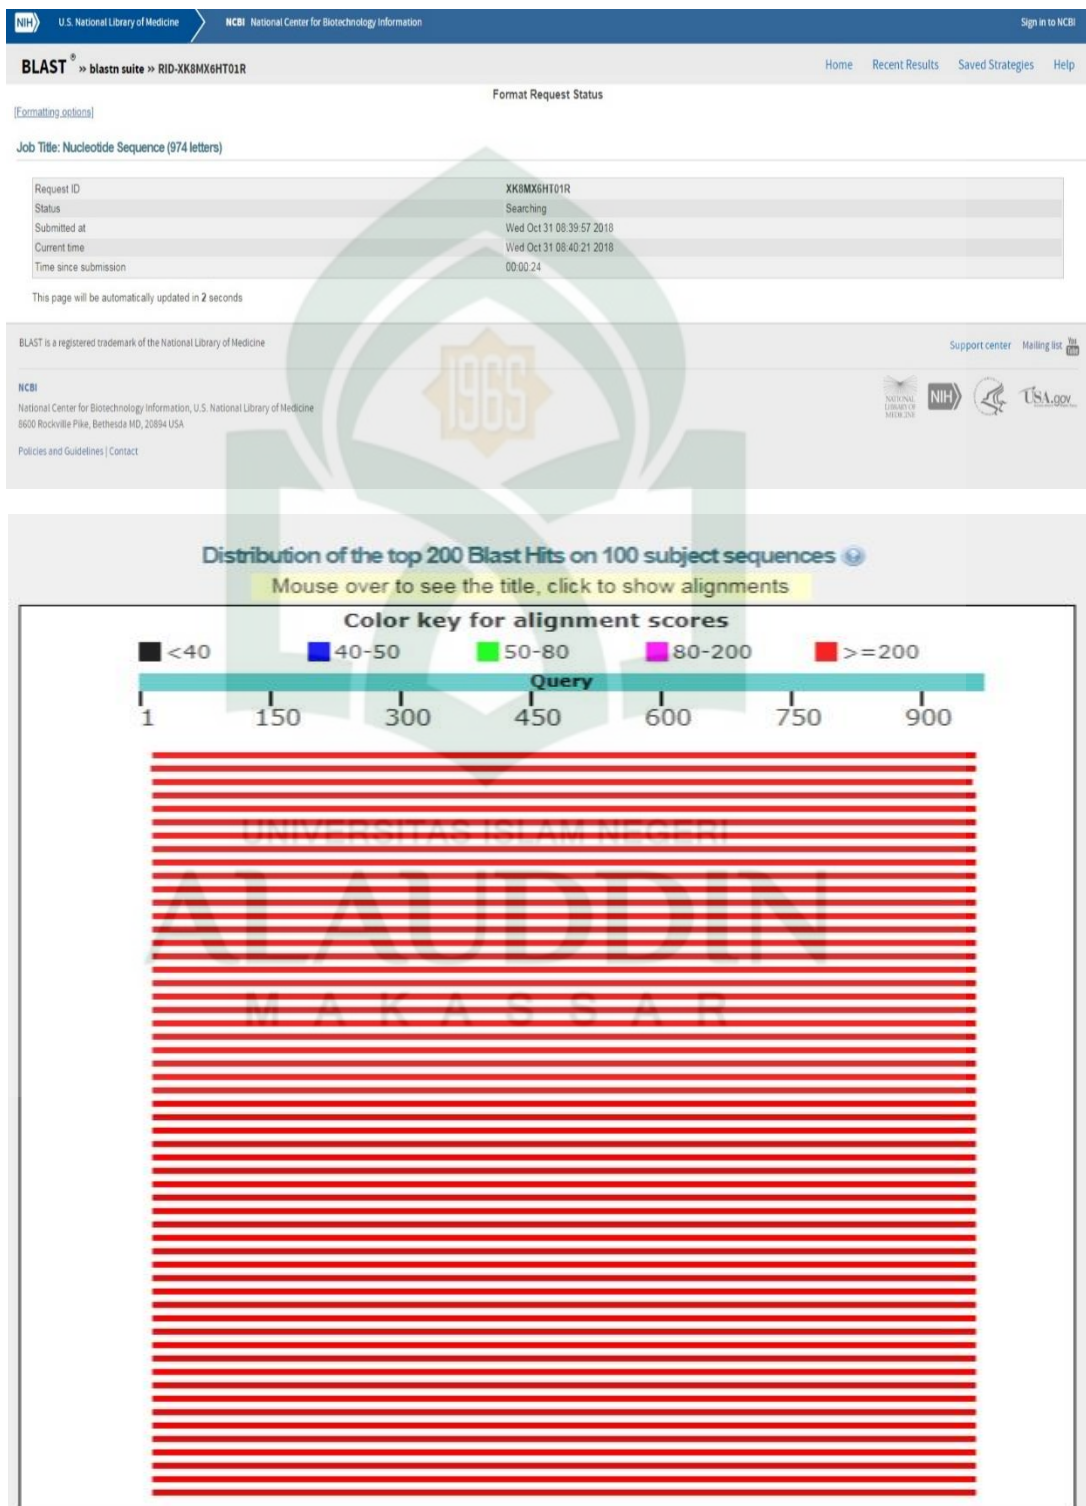 NIH U.S. National Library of Medicine NCBI National Center for Biotechnology Information Sign in to NCBI
BLAST ® » blastn suite » RID-XK8MX6HT01R Home Recent Results Saved Strategies Help
Format Request Status
[Formatting options]
Job Title: Nucleotide Sequence (974 letters)
Request ID XK8MX6HT01R
Status Searching
Submitted at Wed Oct 31 08:39:57 2018
Current time Wed Oct 31 08:40:21 2018
Time since submission 00:00:24
This page will be automatically updated in 2 seconds
BLAST is a registered trademark of the National Library of Medicine Support center Mailing list You Tube
1965
NCBI
National Center for Biotechnology Information, U.S. National Library of Medicine
8600 Rockville Pike, Bethesda MD, 20894 USA
Policies and Guidelines | Contact
NATIONAL LIBRARY OF MEDICINE NIH USA.gov
Distribution of the top 200 Blast Hits on 100 subject sequences
Mouse over to see the title, click to show alignments
Color key for alignment scores
<40 40-50 50-80 80-200 >=200
Query
1 150 300 450 600 750 900
UNIVERSITAS ISLAM NEGERI
ALAUDDIN
MAKASSAR